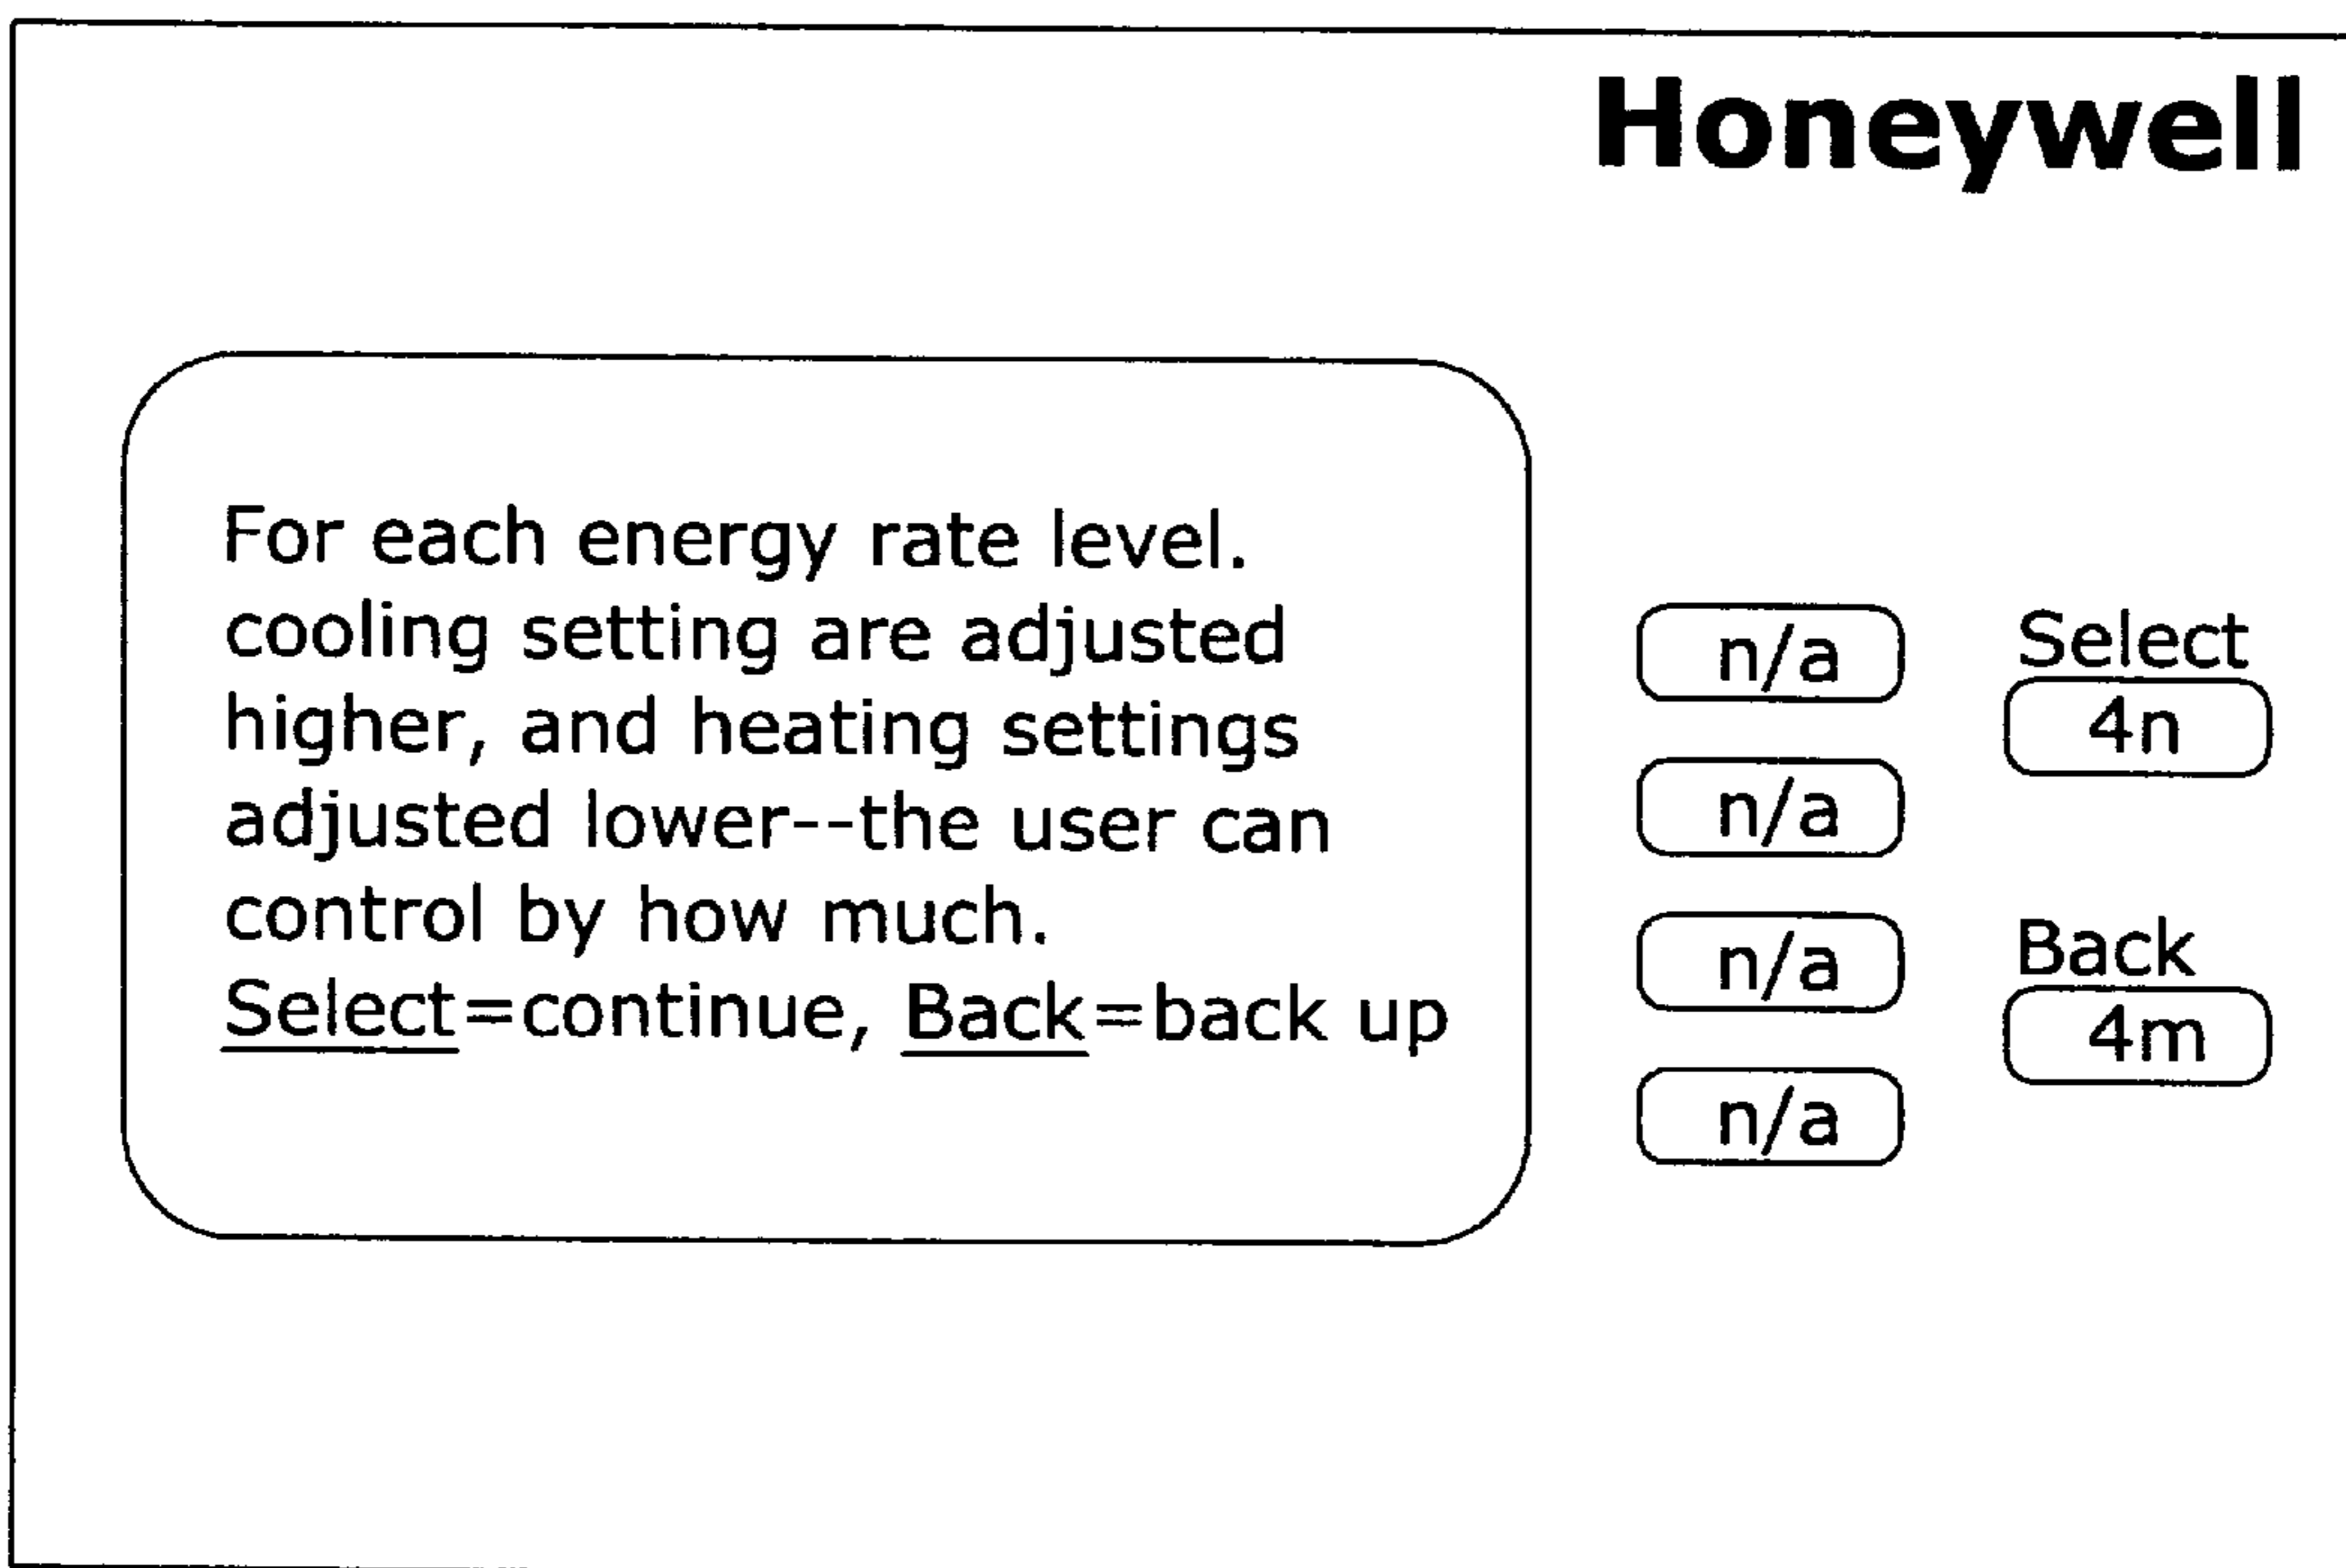 Honeywell
For each energy rate level.
cooling setting are adjusted
higher, and heating settings
adjusted lower--the user can
control by how much.
Select=continue, Back=back up
n/a
n/a
n/a
n/a
Select
4n
Back
4m